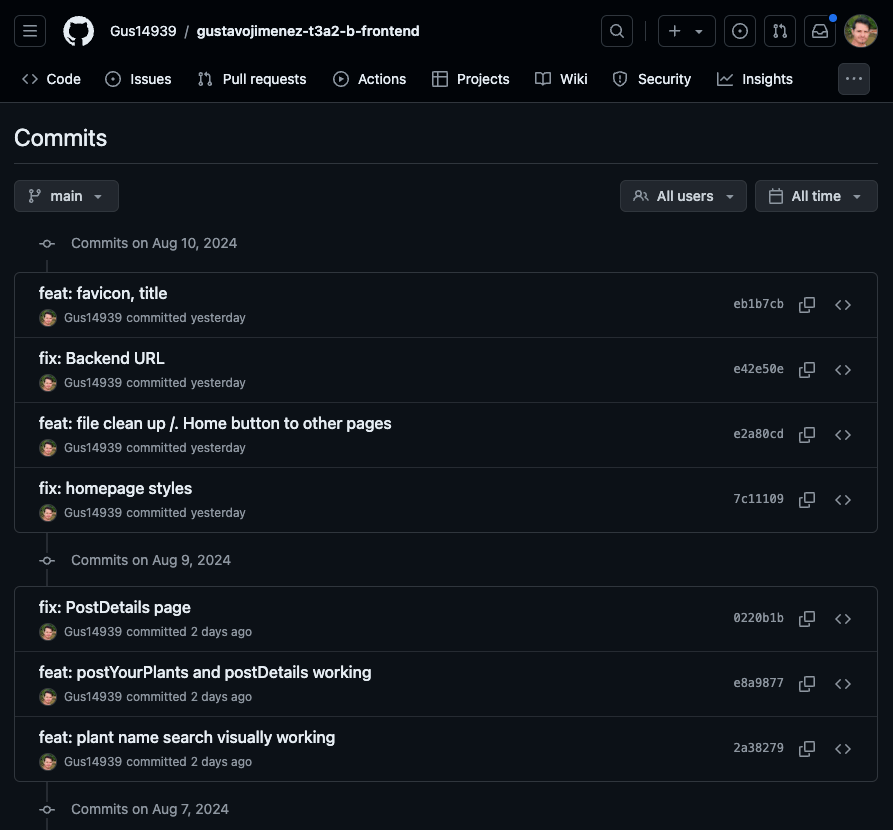 Gus14939 / gustavojimenez-t3a2-b-frontend
Code Issues Pull requests Actions Projects Wiki Security Insights
Commits
main All users All time
Commits on Aug 10, 2024
feat: favicon, title
Gus14939 committed yesterday
eb1b7cb
fix: Backend URL
Gus14939 committed yesterday
e42e50e
feat: file clean up /. Home button to other pages
Gus14939 committed yesterday
e2a80cd
fix: homepage styles
Gus14939 committed yesterday
7c11109
Commits on Aug 9, 2024
fix: PostDetails page
Gus14939 committed 2 days ago
0220b1b
feat: postYourPlants and postDetails working
Gus14939 committed 2 days ago
e8a9877
feat: plant name search visually working
Gus14939 committed 2 days ago
2a38279
Commits on Aug 7, 2024